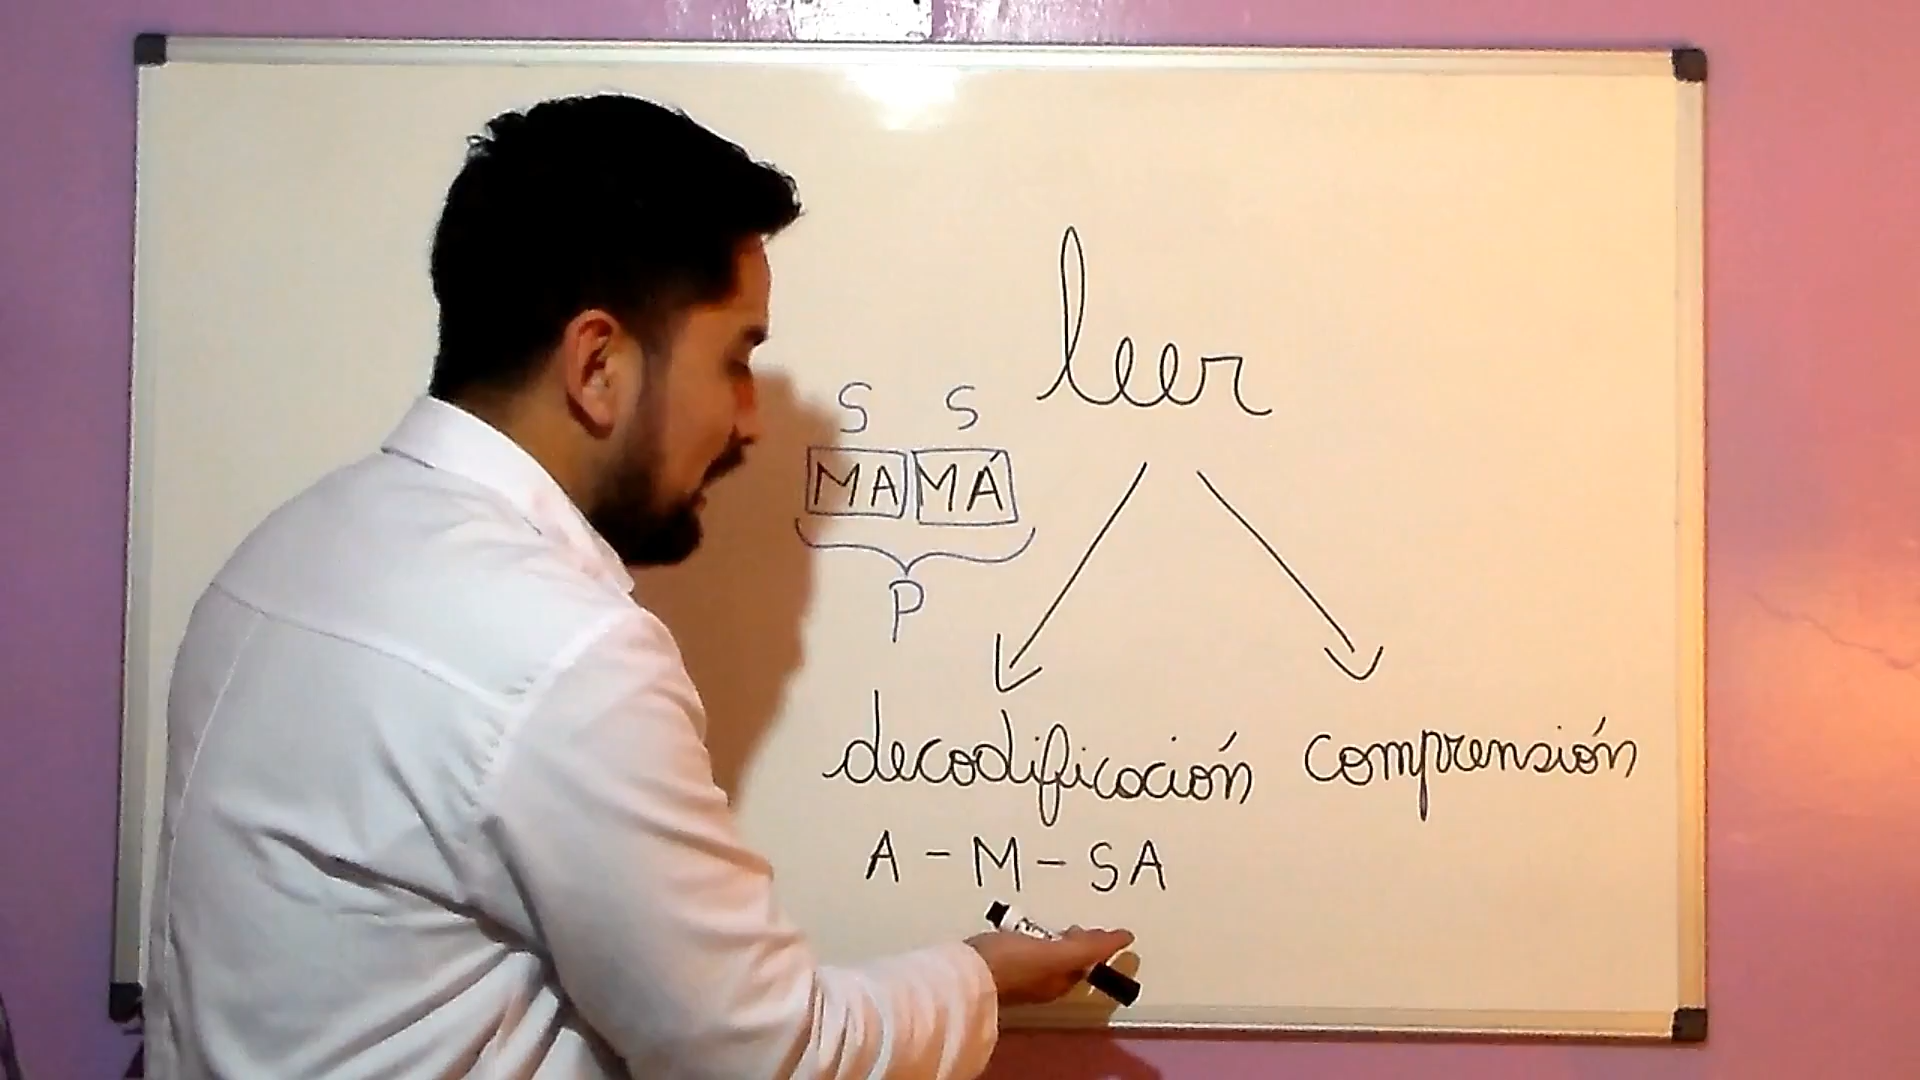 leer
S S
MA MÁ
P
decodificación comprensión
A - M - SA